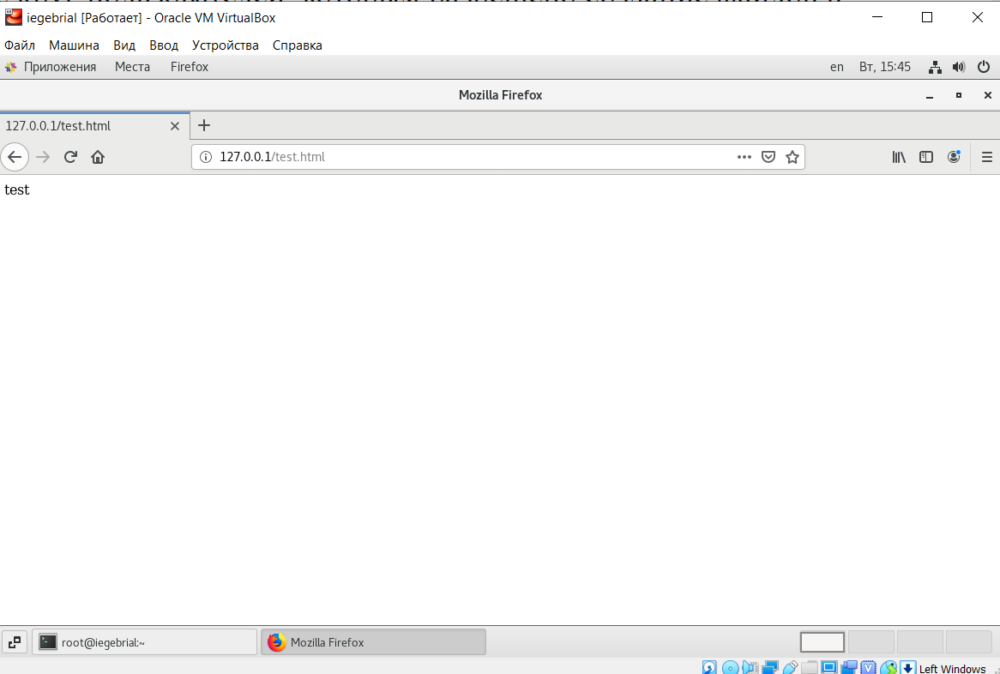 iegebrial [Работает] - Oracle VM VirtualBox
Файл Машина Вид Ввод Устройства Справка
Приложения Места Firefox en Вт, 15:45
Mozilla Firefox
127.0.0.1/test.html
127.0.0.1/test.html
test
root@iegebrial:~ Mozilla Firefox
Left Windows